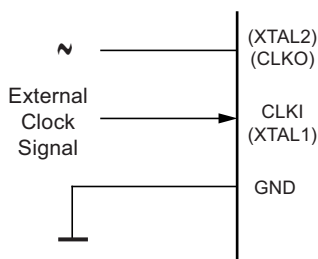 ~
(XTAL2)
(CLKO)
External
Clock
Signal
CLKI
(XTAL1)
GND